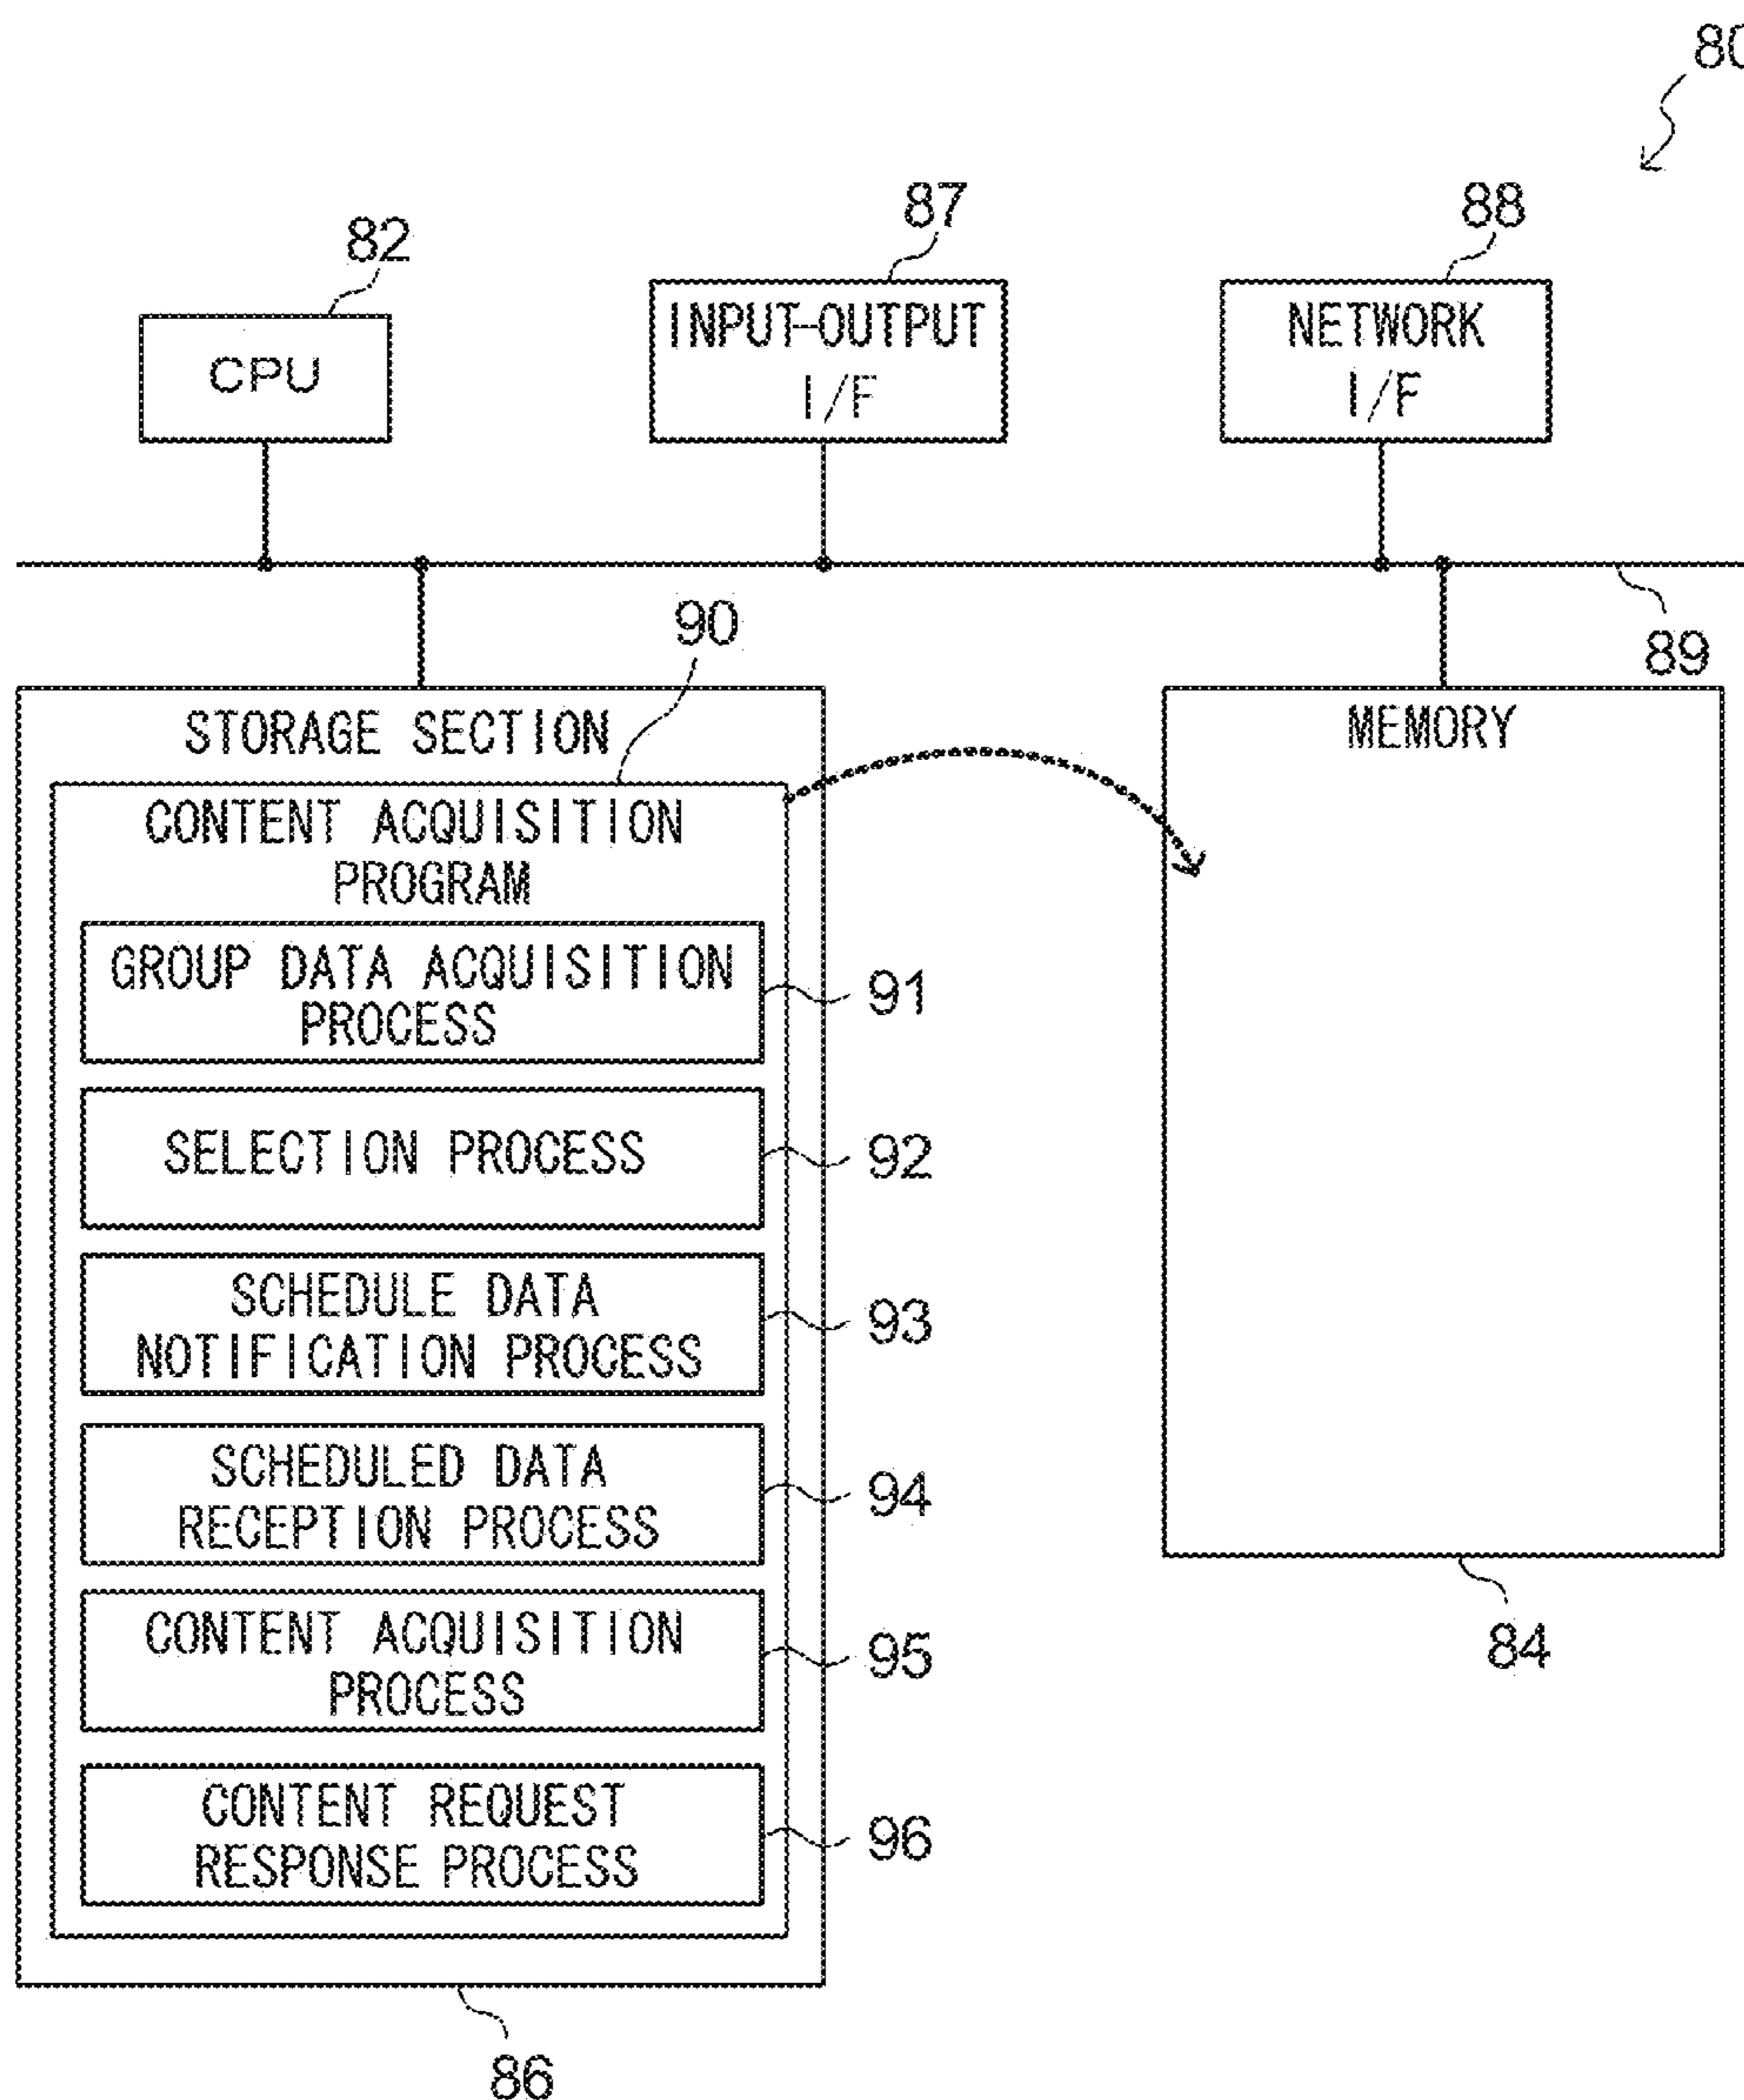 80
87
88
82
INPUT-OUTPUT
I/F
NETWORK
I/F
CPU
90
89
STORAGE SECTION
MEMORY
CONTENT ACQUISITION
PROGRAM
GROUP DATA ACQUISITION
PROCESS
91
SELECTION PROCESS
92
SCHEDULE DATA
NOTIFICATION PROCESS
93
SCHEDULED DATA
RECEPTION PROCESS
94
CONTENT ACQUISITION
PROCESS
95
84
CONTENT REQUEST
RESPONSE PROCESS
96
86